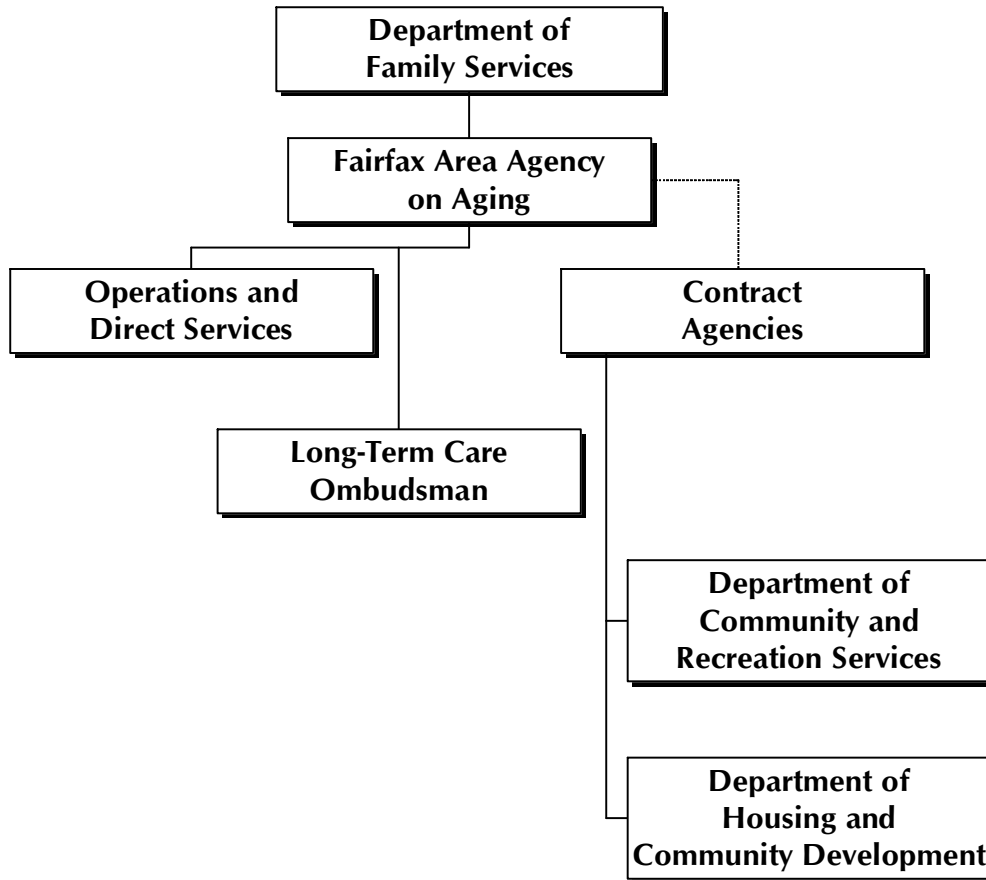 Department of
Family Services
Fairfax Area Agency
on Aging
Operations and
Direct Services
Contract
Agencies
Long-Term Care
Ombudsman
Department of
Community and
Recreation Services
Department of
Housing and
Community Development